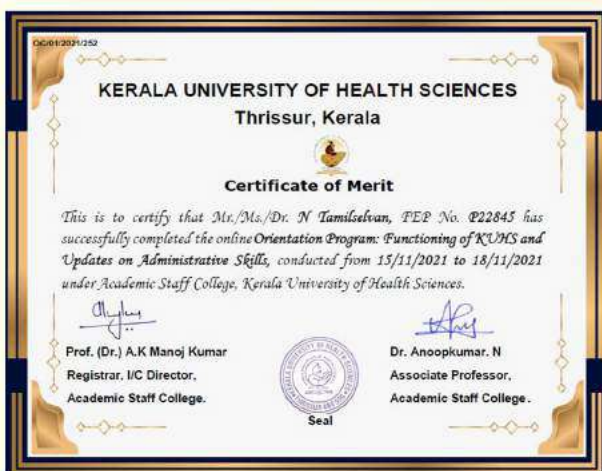 OC/01/2021/252
KERALA UNIVERSITY OF HEALTH SCIENCES
Thrissur, Kerala
Certificate of Merit
This is to certify that Mr./Ms./Dr. N Tamilselvan, FEP No. P22845 has
successfully completed the online Orientation Program: Functioning of KUHS and
Updates on Administrative Skills, conducted from 15/11/2021 to 18/11/2021
under Academic Staff College, Kerala University of Health Sciences.
Prof. (Dr.) A.K Manoj Kumar
Registrar, I/C Director,
Academic Staff College.
Dr. Anoopkumar. N
Associate Professor,
Academic Staff College.
Seal